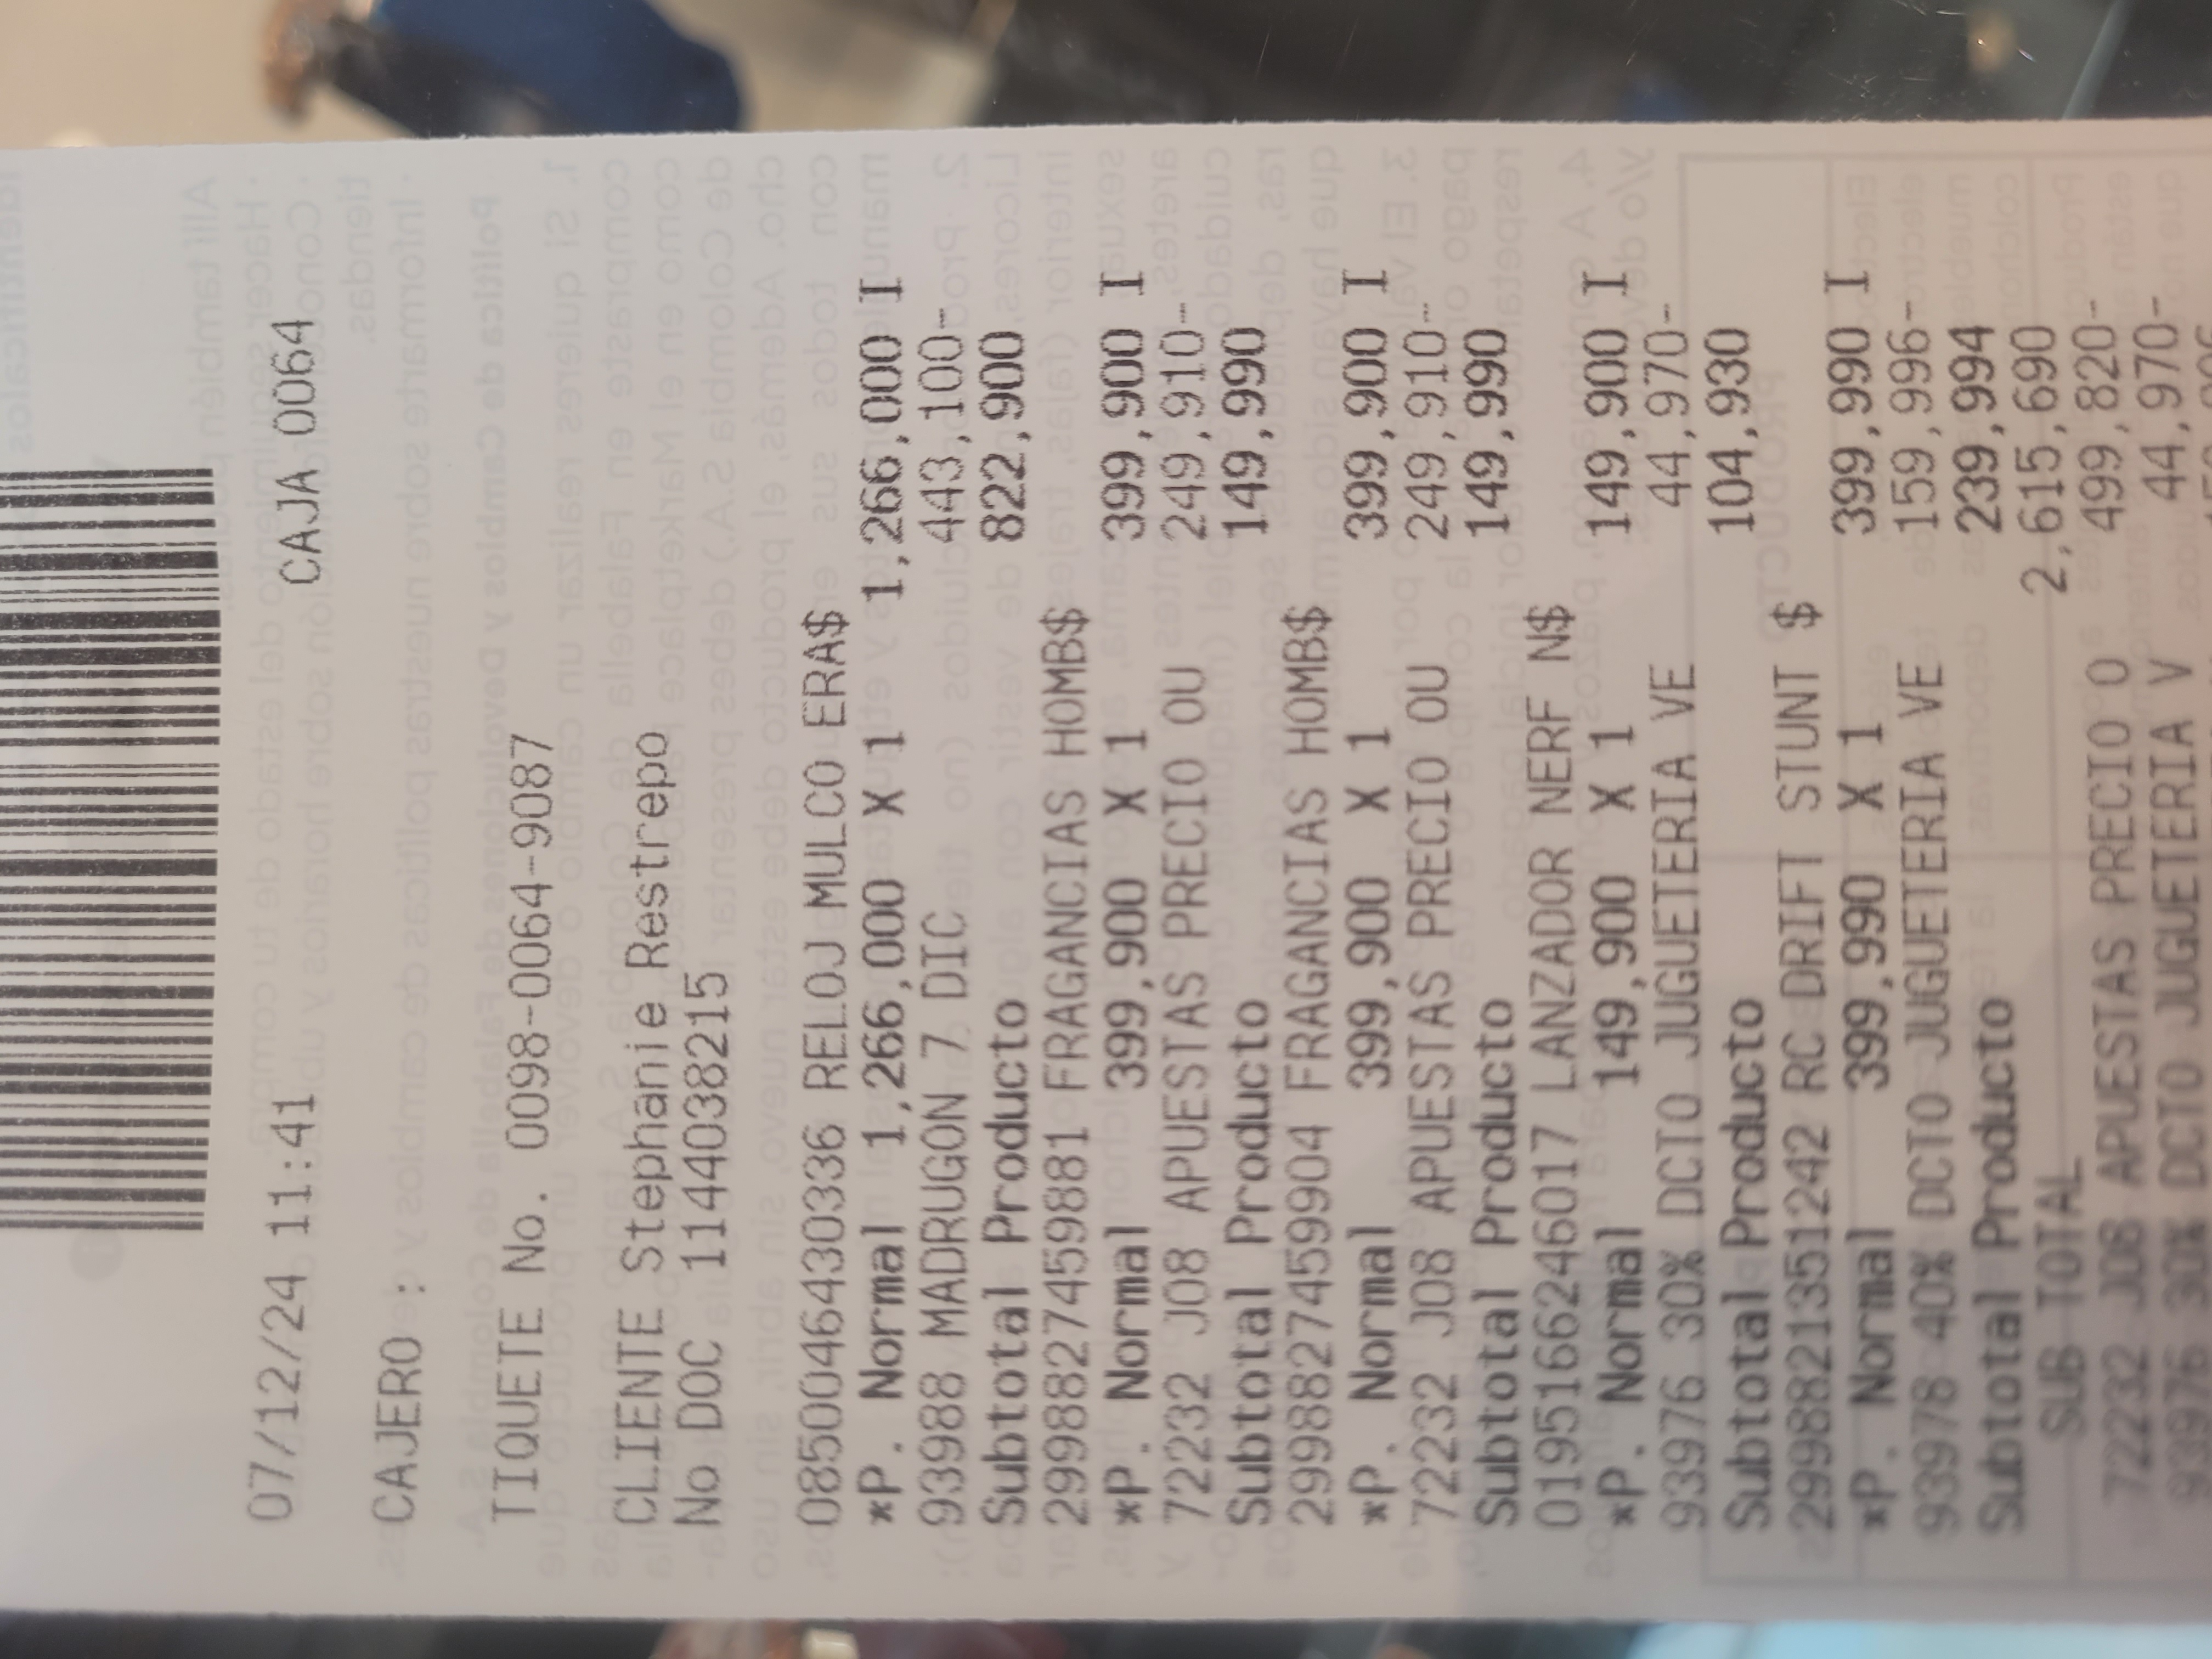 07/12/24 11:41 CAJA 0064
CAJERO :
TIQUETE No. 0098-0064-9087
CLIENTE Stephanie Restrepo
No DOC 1144038215
0850046430336 RELOJ MULCO ERA$
*P. Normal 1,266,000 X 1 1,266,000 I
93988 MADRUGON 7 DIC 443,100-
Subtotal Producto 822,900
2998827459881 FRAGANCIAS HOMB$
*P. Normal 399,900 X 1 399,900 I
72232 J08 APUESTAS PRECIO OU 249,910-
Subtotal Producto 149,990
2998827459904 FRAGANCIAS HOMB$
*P. Normal 399,900 X 1 399,900 I
72232 J08 APUESTAS PRECIO OU 249,910-
Subtotal Producto 149,990
0195166246017 LANZADOR NERF N$
*P. Normal 149,900 X 1 149,900 I
93976 30% DCTO JUGUETERIA VE 44,970-
Subtotal Producto 104,930
2998821351242 RC DRIFT STUNT $
*P. Normal 399,990 X 1 399,990 I
93978 40% DCTO JUGUETERIA VE 159,996-
Subtotal Producto 239,994
SUB TOTAL 2,615,690
72232 J08 APUESTAS PRECIO O 499,820-
93976 30% DCTO JUGUETERIA V 44,970-